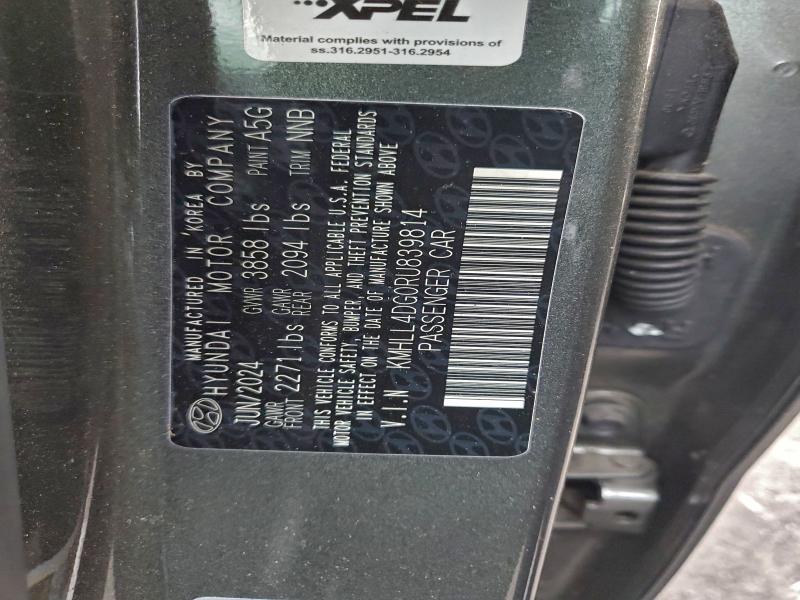 XPEL
Material complies with provisions of
ss.316.2951-316.2954
MANUFACTURED IN KOREA BY
HYUNDAI MOTOR COMPANY
JUN/2024 GVWR 3858 lbs PAINT A5G
GAWR FRONT 2271 lbs GAWR REAR 2094 lbs TRIM NNB
THIS VEHICLE CONFORMS TO ALL APPLICABLE U.S.A. FEDERAL
MOTOR VEHICLE SAFETY, BUMPER, AND THEFT PREVENTION STANDARDS
IN EFFECT ON THE DATE OF MANUFACTURE SHOWN ABOVE
V.I.N KMHLL4DG0RU839814
PASSENGER CAR